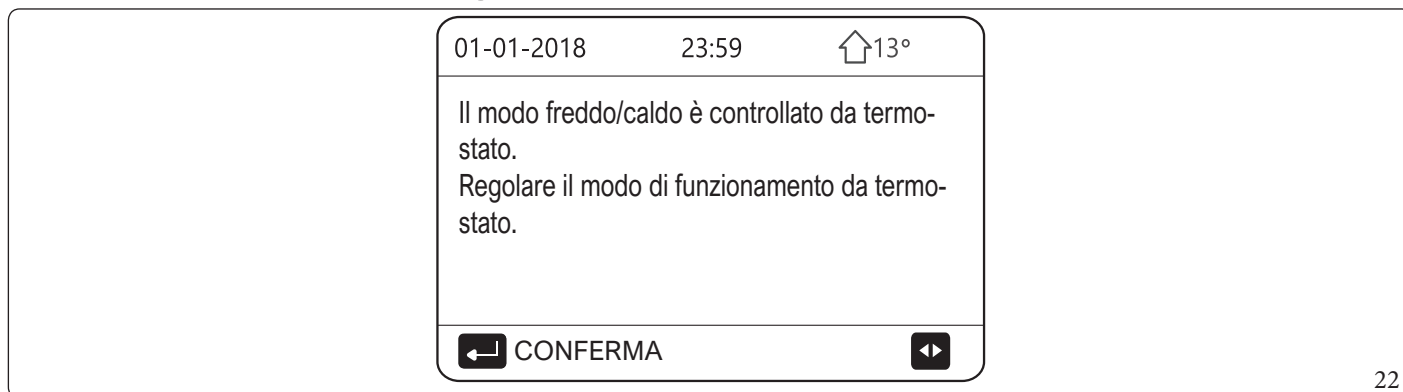 01-01-2018 23:59 13°
Il modo freddo/caldo è controllato da termo-
stato.
Regolare il modo di funzionamento da termo-
stato.
CONFERMA
22